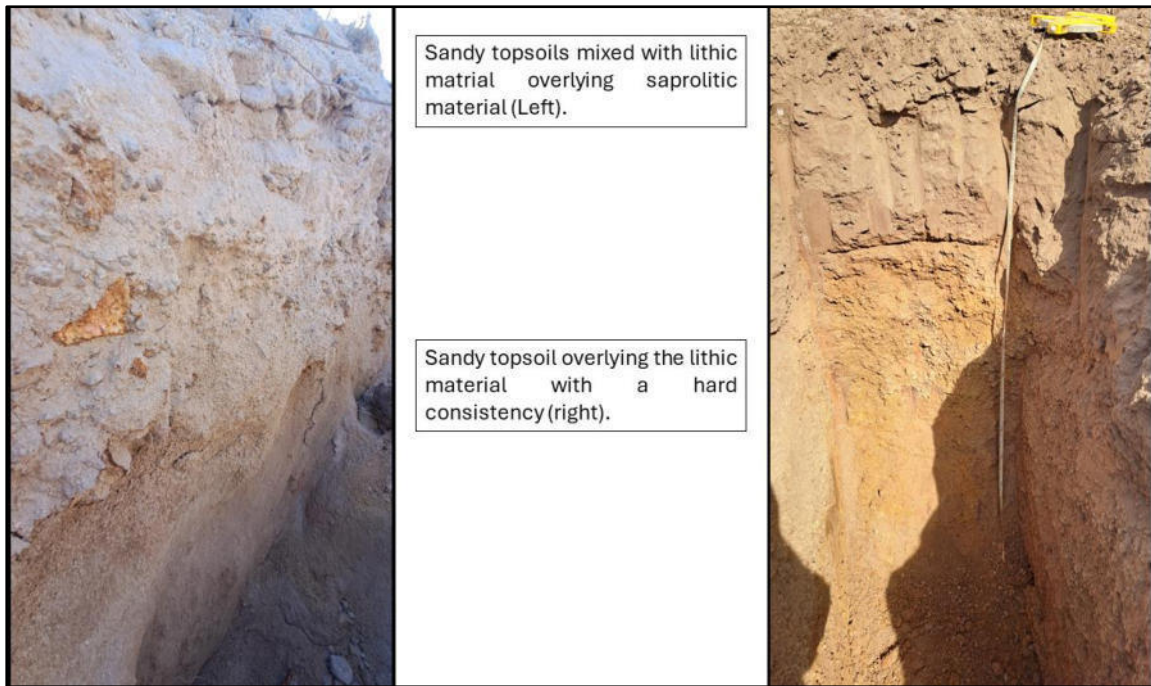 Sandy topsoils mixed with lithic
matrial overlying saprolitic
material (Left).
Sandy topsoil overlying the lithic
material with a hard
consistency (right).